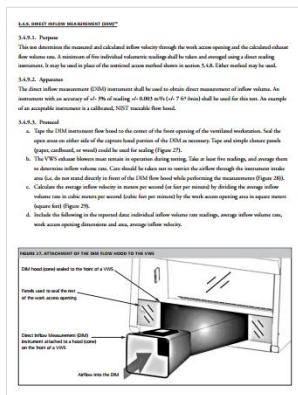 3.4.9. DIRECT INFLOW MEASUREMENT (DIM)
3.4.9.1. Purpose
This test determines the measured and calculated inflow velocity through the work access opening and the calculated exhaust
flow volume rate. A minimum of five individual volumetric readings shall be taken and averaged using a direct reading
instrument. It may be used in place of the restricted access method shown in section 3.4.8. Either method may be used.
3.4.9.2. Apparatus
The direct inflow measurement (DIM) instrument shall be used to obtain direct measurement of inflow volume. An
instrument with an accuracy of +/- 3% of reading +/- 0.003 m³/s (+/- 7 ft³/min) shall be used for this test. An example
of an acceptable instrument is a calibrated, NIST traceable flow hood.
3.4.9.3. Protocol
a. Tape the DIM instrument flow hood to the center of the front opening of the ventilated workstation. Seal the
open areas on either side of the capture hood portion of the DIM as necessary. Tape and simple closure panels
(paper, cardboard, or wood) could be used for sealing (Figure 27).
b. The VWS exhaust blowers must remain in operation during testing. Take at least five readings, and average them
to determine inflow volume rate. Care should be taken not to restrict the airflow through the instrument intake
area (i.e. do not stand directly in front of the DIM flow hood while performing the measurements (Figure 28)).
c. Calculate the average inflow velocity in meters per second (or feet per minute) by dividing the average inflow
volume rate in cubic meters per second (cubic feet per minute) by the work access opening area in square meters
(square feet) (Figure 29).
d. Include the following in the reported data: individual inflow volume rate readings, average inflow volume rate,
work access opening dimensions and area, average inflow velocity.
FIGURE 27. ATTACHMENT OF THE DIM FLOW HOOD TO THE VWS
DIM hood (cone) sealed to the front of a VWS
Panels used to seal the rest
of the work access opening
Direct Inflow Measurement (DIM)
instrument attached to a hood (cone)
on the front of a VWS
Airflow into the DIM